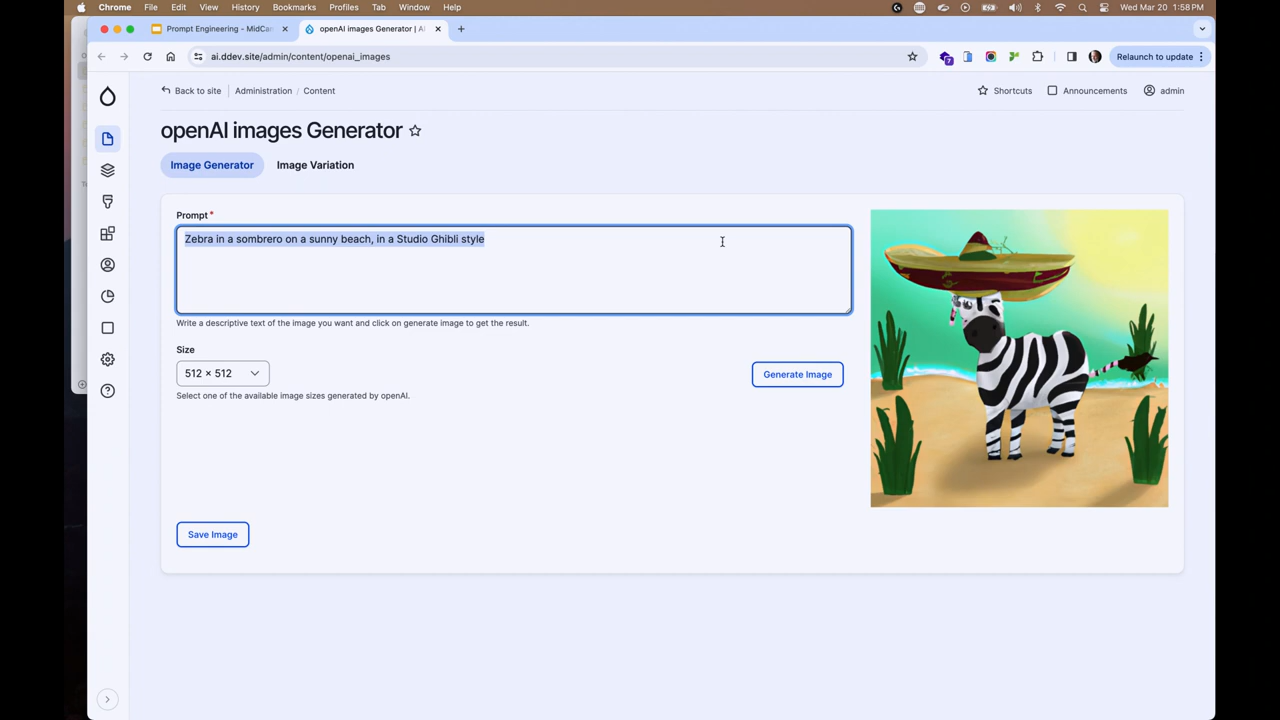 Chrome File Edit View History Bookmarks Profiles Tab Window Help Wed Mar 20 1:58 PM
Prompt Engineering - MidCa openAI images Generator | AI
ai.ddev.site/admin/content/openai_images 7 Relaunch to update
Back to site Administration / Content Shortcuts Announcements admin
openAI images Generator
Image Generator Image Variation
Prompt*
Zebra in a sombrero on a sunny beach, in a Studio Ghibli style
Write a descriptive text of the image you want and click on generate image to get the result.
Size
512 × 512 Generate Image
Select one of the available image sizes generated by openAI.
Save Image